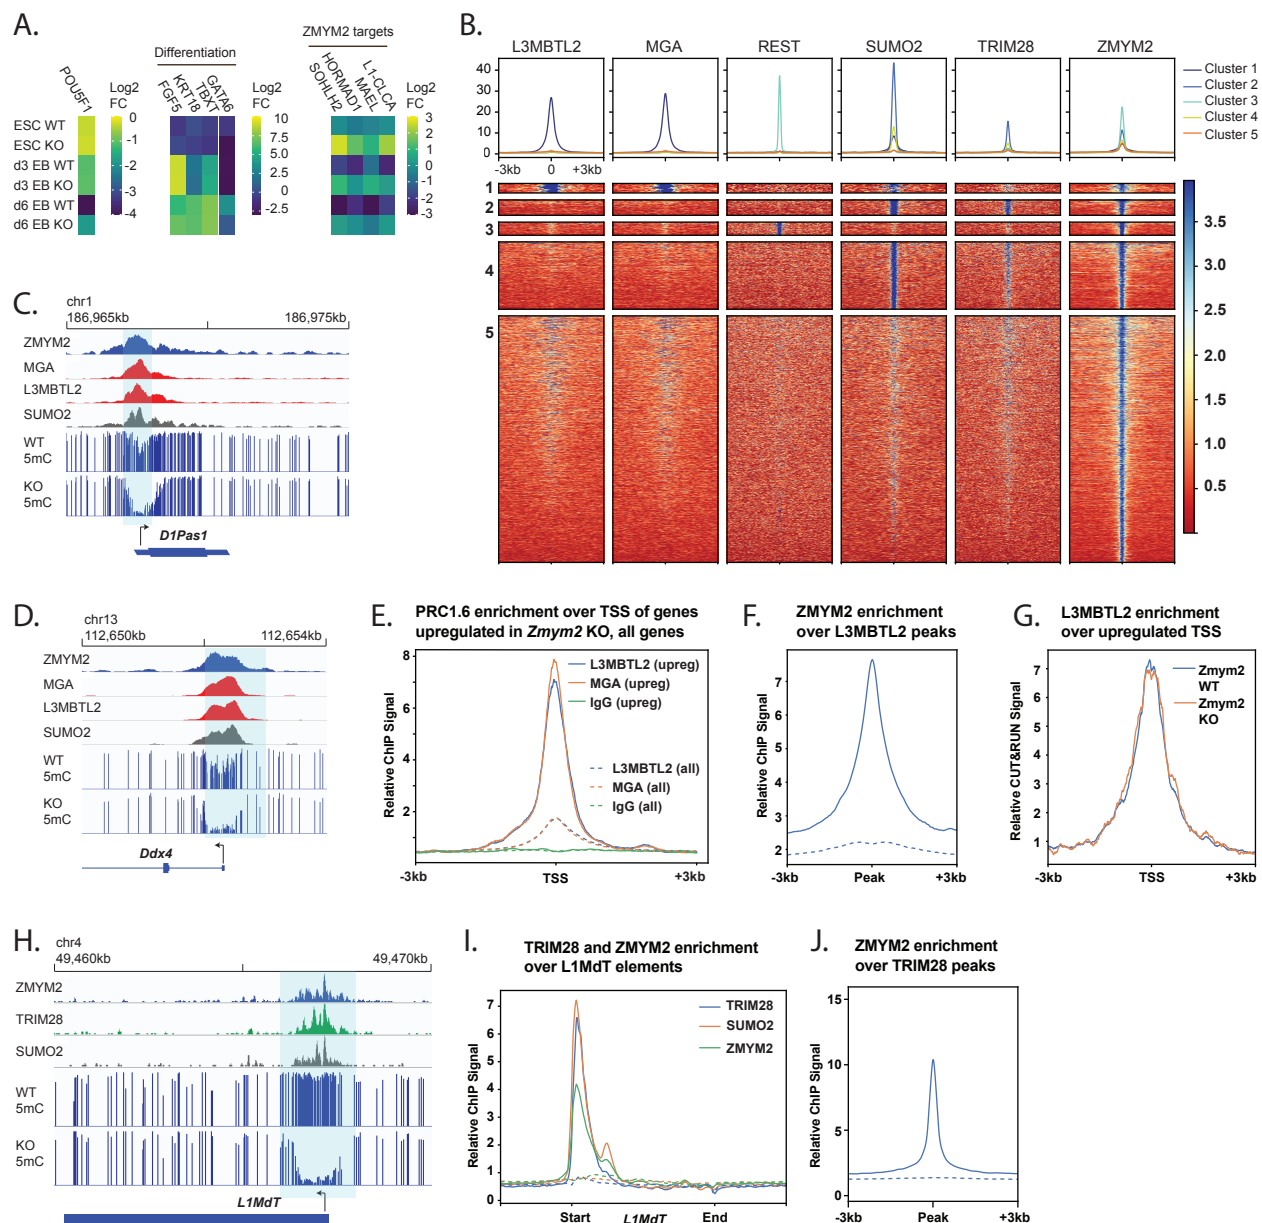 A.
Differentiation
ZMYM2 targets
POU5F1
FGF5
KRT18
TBXT
GATA6
SOHLH2
HORMAD1
MAEL
L1-CLCA
Log2
FC
0
-1
-2
-3
-4
Log2
FC
10
7.5
5
2.5
0
-2.5
Log2
FC
3
2
1
0
-1
-2
-3
ESC WT
ESC KO
d3 EB WT
d3 EB KO
d6 EB WT
d6 EB KO
B.
L3MBTL2 MGA REST SUMO2 TRIM28 ZMYM2
40
30
20
10
0
-3kb 0 +3kb
Cluster 1
Cluster 2
Cluster 3
Cluster 4
Cluster 5
1
2
3
4
5
3.5
3.0
2.5
2.0
1.5
1.0
0.5
C.
chr1
186,965kb 186,975kb
ZMYM2
MGA
L3MBTL2
SUMO2
WT
5mC
KO
5mC
D1Pas1
D.
chr13
112,650kb 112,654kb
ZMYM2
MGA
L3MBTL2
SUMO2
WT
5mC
KO
5mC
Ddx4
E.
PRC1.6 enrichment over TSS of genes
upregulated in Zmym2 KO, all genes
Relative ChIP Signal
8
6
4
2
L3MBTL2 (upreg)
MGA (upreg)
IgG (upreg)
L3MBTL2 (all)
MGA (all)
IgG (all)
-3kb TSS +3kb
F.
ZMYM2 enrichment
over L3MBTL2 peaks
Relative ChIP Signal
7
6
5
4
3
2
-3kb Peak +3kb
G.
L3MBTL2 enrichment
over upregulated TSS
Relative CUT&RUN Signal
7
6
5
4
3
2
1
Zmym2
WT
Zmym2
KO
-3kb TSS +3kb
H.
chr4
49,460kb 49,470kb
ZMYM2
TRIM28
SUMO2
WT
5mC
KO
5mC
L1MdT
I.
TRIM28 and ZMYM2 enrichment
over L1MdT elements
Relative ChIP Signal
7
6
5
4
3
2
1
0
TRIM28
SUMO2
ZMYM2
Start L1MdT End
J.
ZMYM2 enrichment
over TRIM28 peaks
Relative ChIP Signal
15
10
5
0
-3kb Peak +3kb